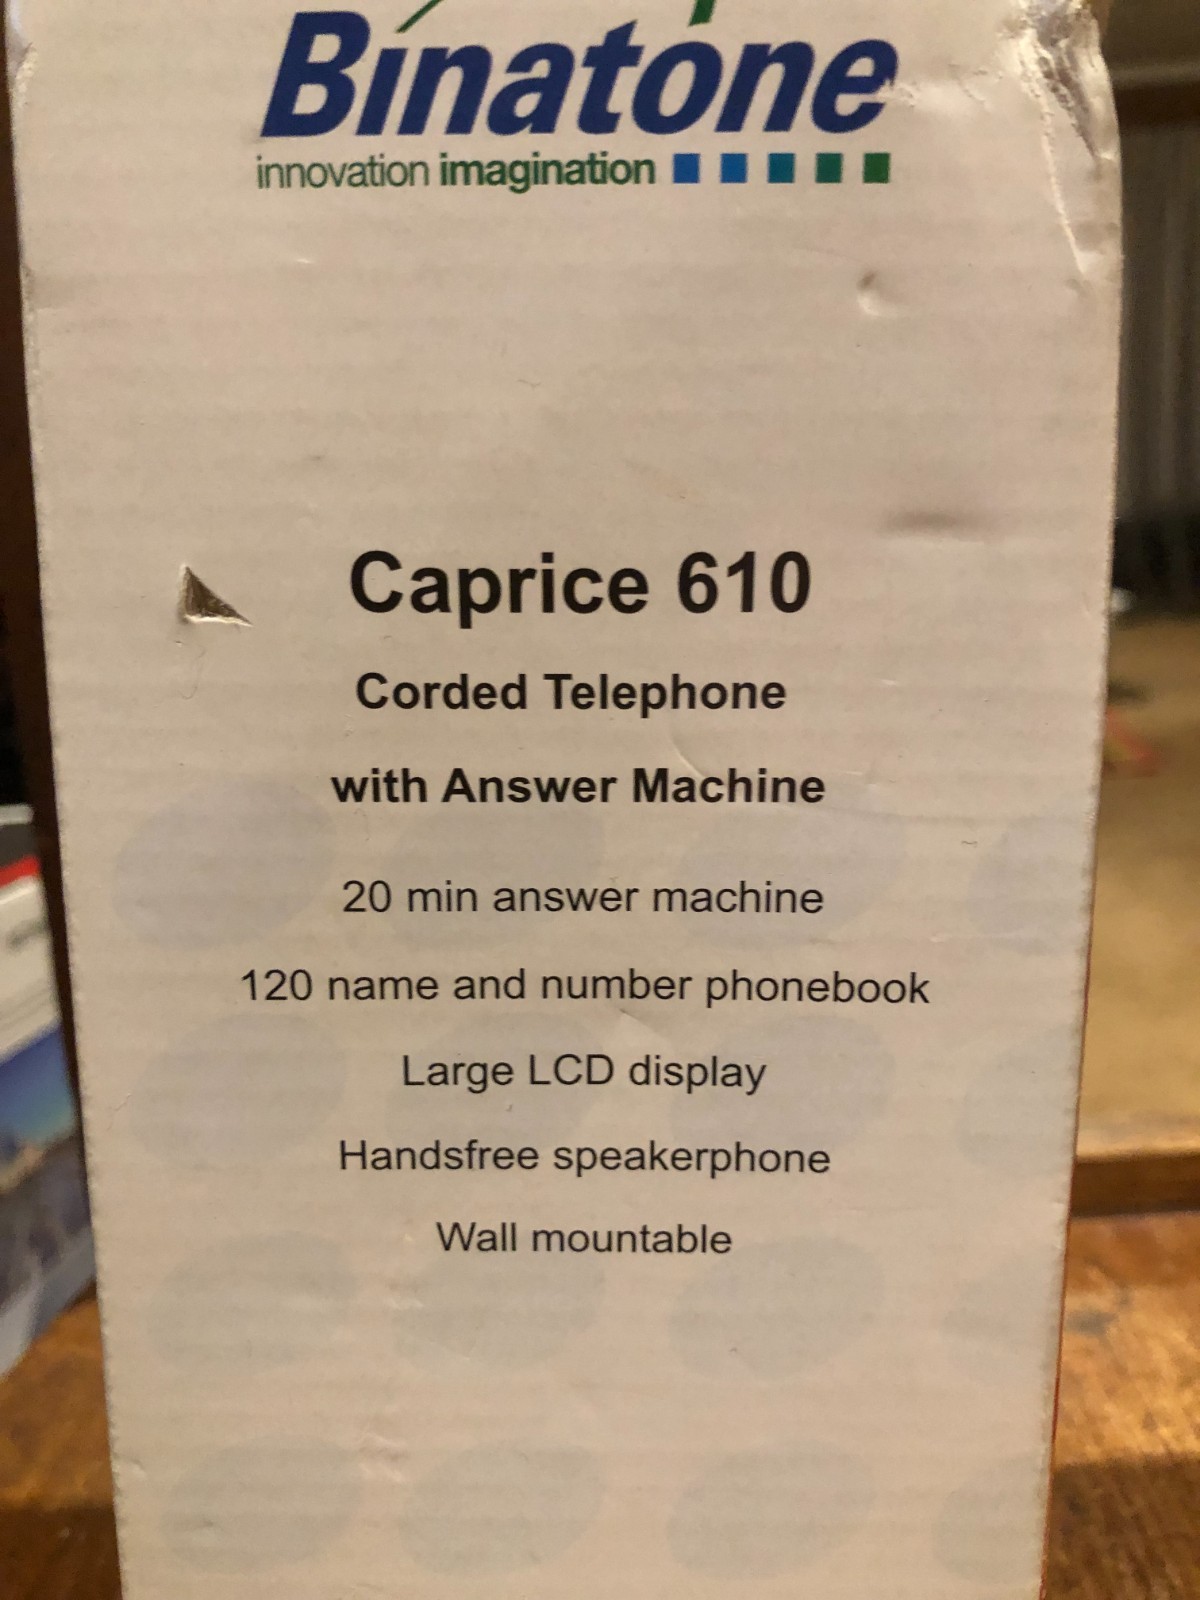 Binatone
innovation imagination
Caprice 610
Corded Telephone
with Answer Machine
20 min answer machine
120 name and number phonebook
Large LCD display
Handsfree speakerphone
Wall mountable